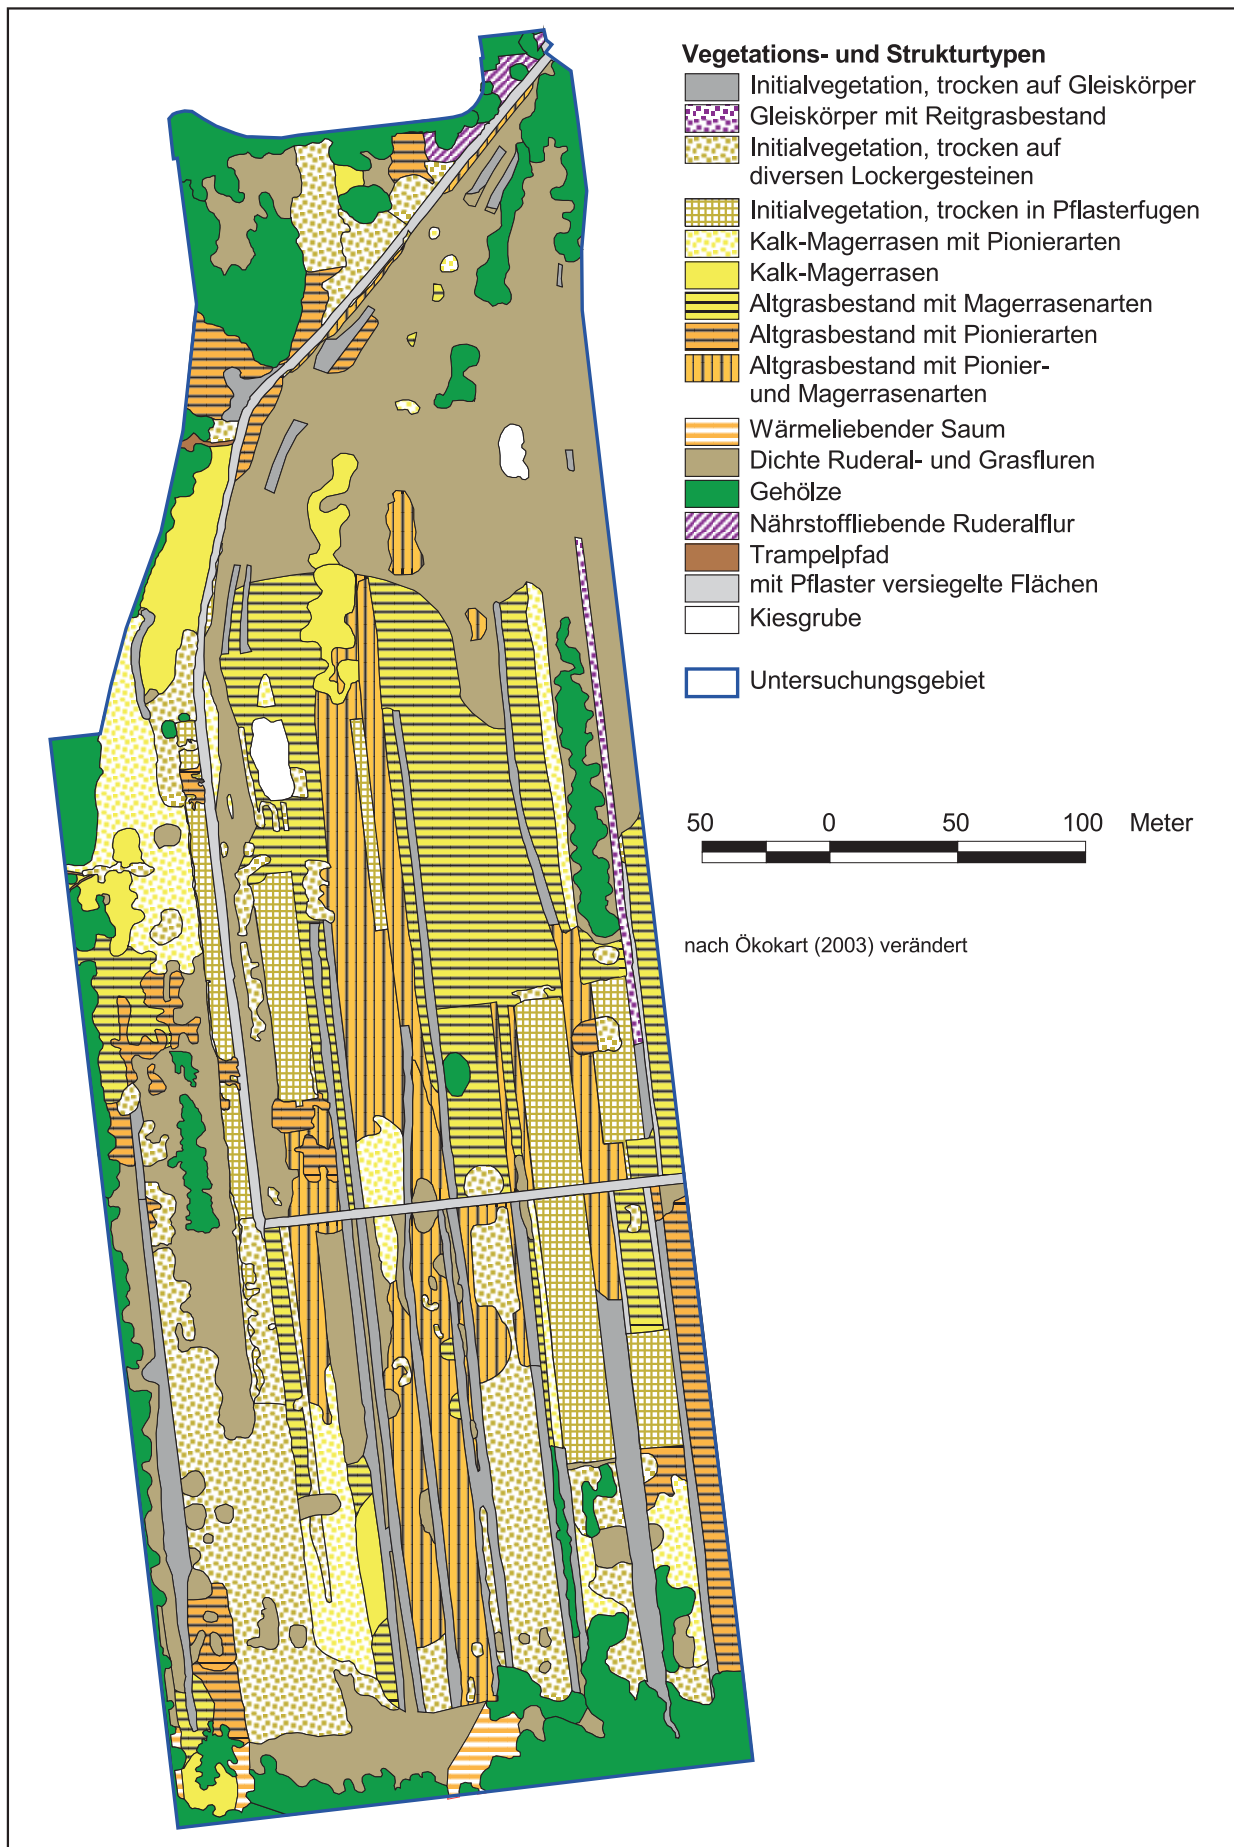 Vegetations- und Strukturtypen
Initialvegetation, trocken auf Gleiskörper
Gleiskörper mit Reitgrasbestand
Initialvegetation, trocken auf
diversen Lockergesteinen
Initialvegetation, trocken in Pflasterfugen
Kalk-Magerrasen mit Pionierarten
Kalk-Magerrasen
Altgrasbestand mit Magerrasenarten
Altgrasbestand mit Pionierarten
Altgrasbestand mit Pionier-
und Magerrasenarten
Wärmeliebender Saum
Dichte Ruderal- und Grasfluren
Gehölze
Nährstoffliebende Ruderalflur
Trampelpfad
mit Pflaster versiegelte Flächen
Kiesgrube
Untersuchungsgebiet
50 0 50 100 Meter
nach Ökokart (2003) verändert